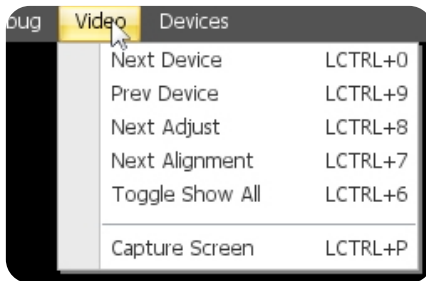 bug Video Devices
Next Device LCTRL+0
Prev Device LCTRL+9
Next Adjust LCTRL+8
Next Alignment LCTRL+7
Toggle Show All LCTRL+6
Capture Screen LCTRL+P